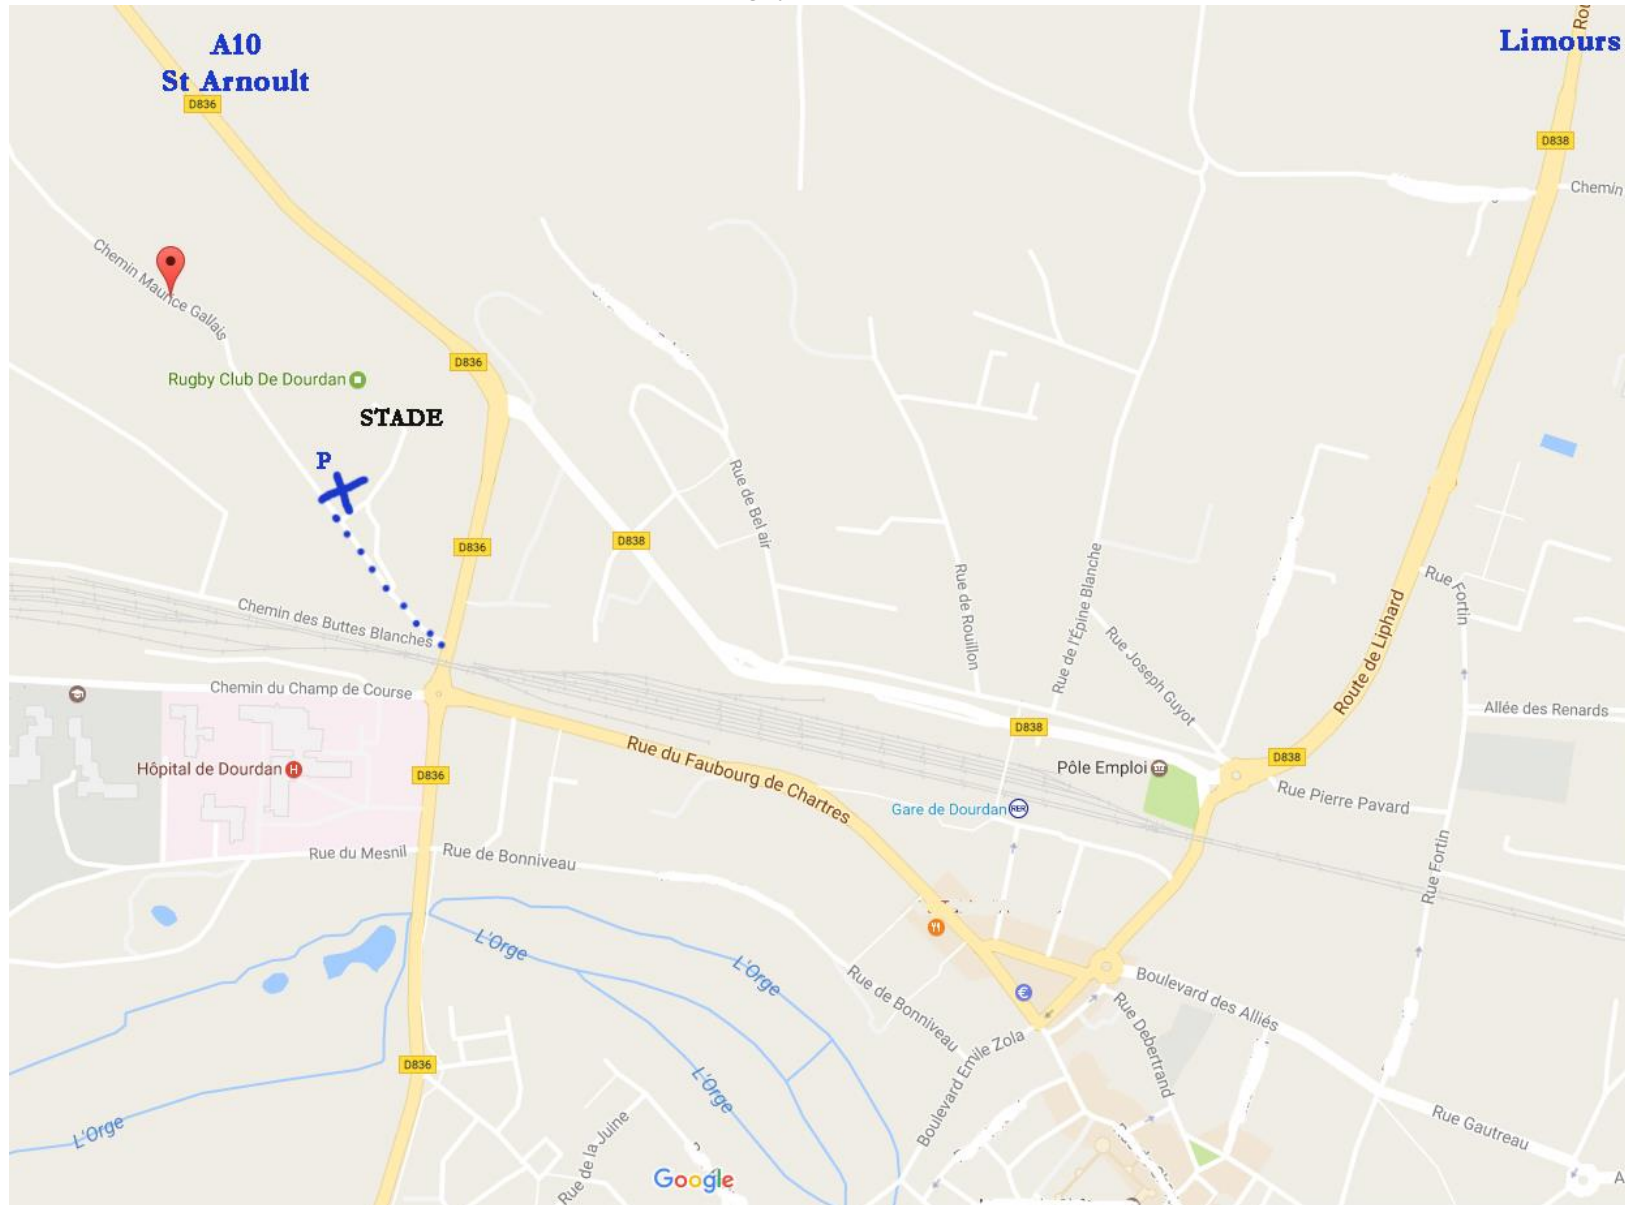 A10
St Arnoult
Limours
D836
D838
Chemin
Chemin Maurice Gallais
D836
Rugby Club De Dourdan
STADE
P
Rue de Bel air
D838
D836
Rue de Rouillon
Rue de l'Épine Blanche
Rue Fortin
Route de Liphard
Chemin des Buttes Blanches
Rue Joseph Guyot
Chemin du Champ de Course
Allée des Renards
D838
Rue du Faubourg de Chartres
D838
Hôpital de Dourdan
H
D836
Pôle Emploi
Rue Pierre Pavard
Gare de Dourdan
RER
Rue du Mesnil
Rue de Bonniveau
Rue Fortin
L'Orge
L'Orge
Rue de Bonniveau
€
Boulevard des Alliés
Rue Debertrand
Boulevard Emile Zola
D836
L'Orge
L'Orge
Rue de la Juine
Rue Gautreau
Google